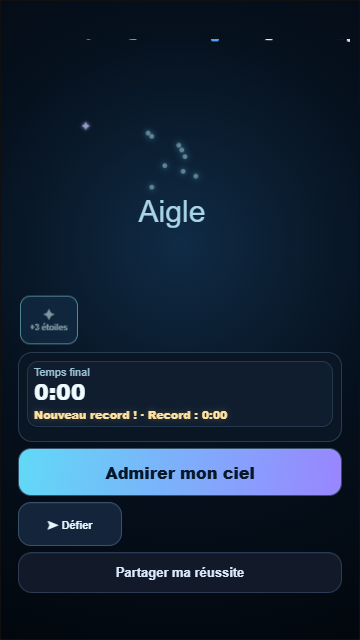 Aigle
+3 étoiles
Temps final
0:00
Nouveau record ! · Record : 0:00
Admirer mon ciel
➤ Défier
Partager ma réussite